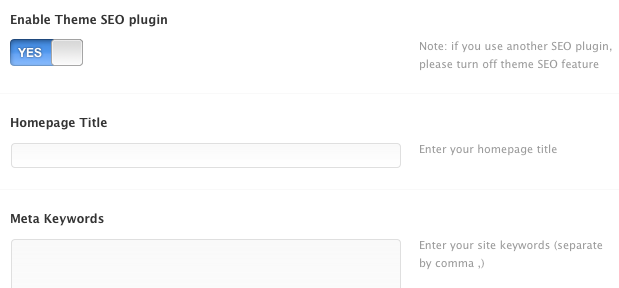 Enable Theme SEO plugin
YES
Note: if you use another SEO plugin,
please turn off theme SEO feature
Homepage Title
Enter your homepage title
Meta Keywords
Enter your site keywords (separate
by comma ,)